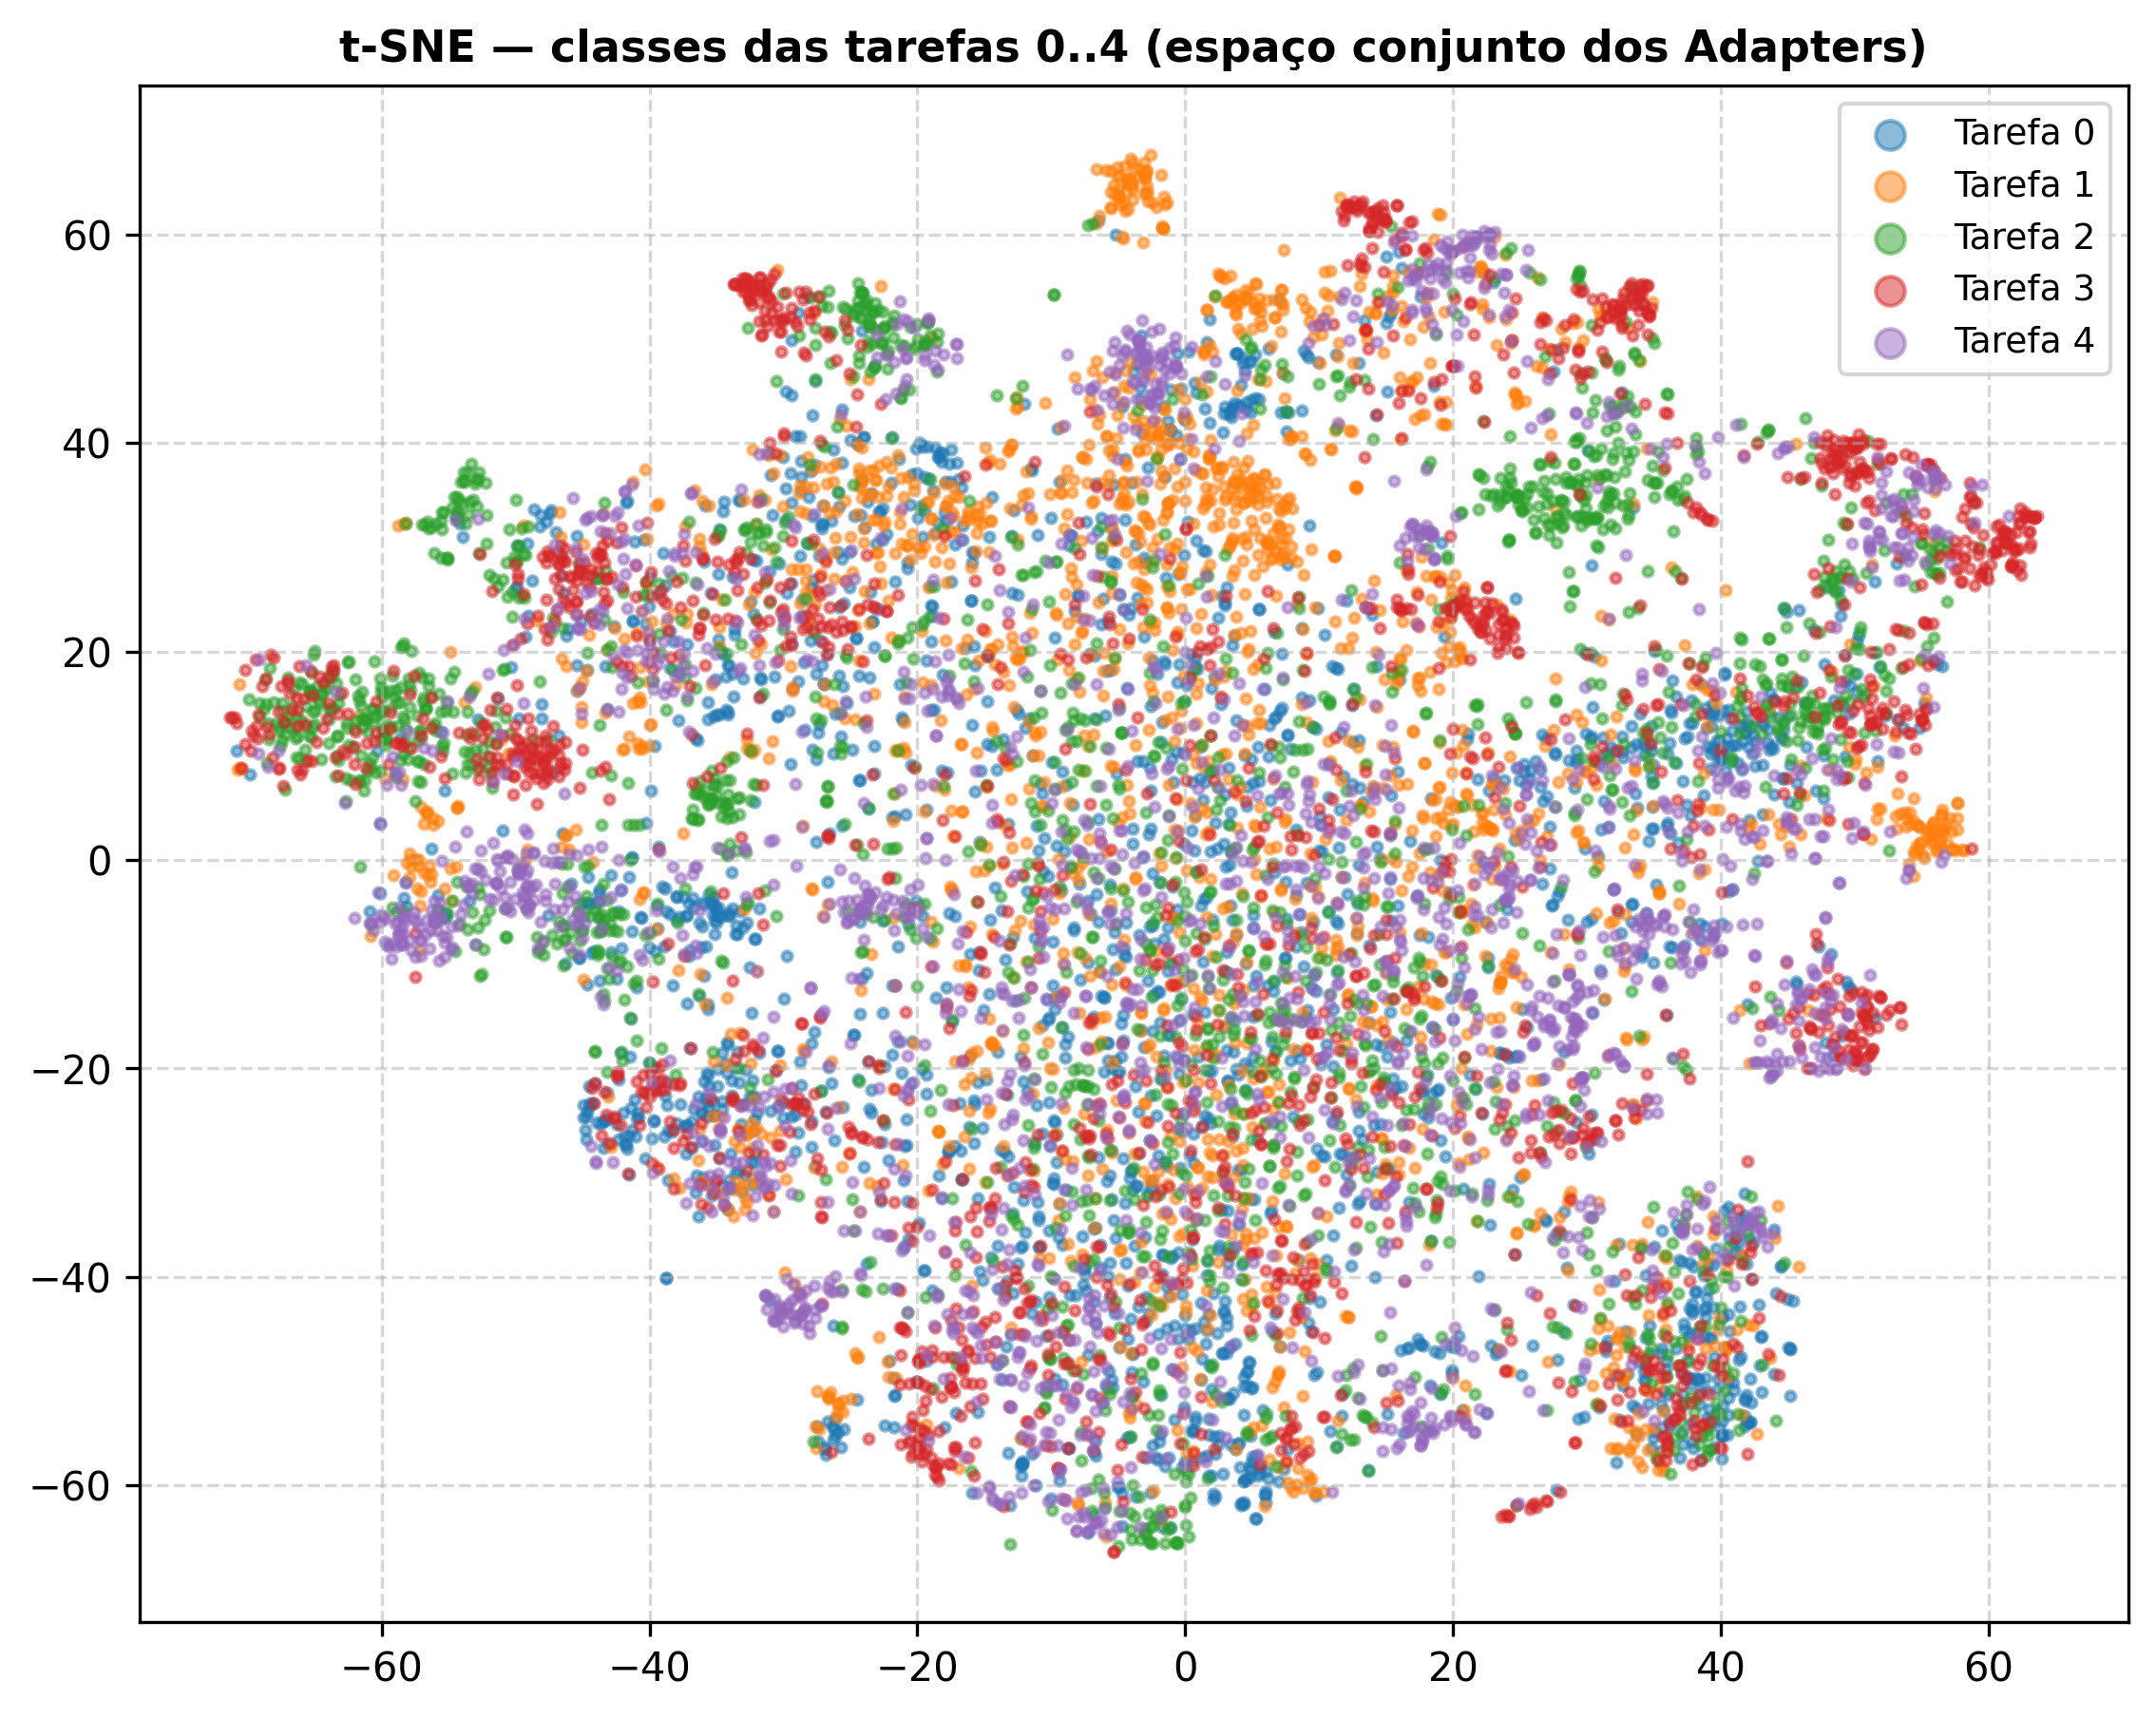 t-SNE — classes das tarefas 0..4 (espaço conjunto dos Adapters)
Tarefa 0
Tarefa 1
Tarefa 2
Tarefa 3
Tarefa 4
60
40
20
0
−20
−40
−60
−60
−40
−20
0
20
40
60